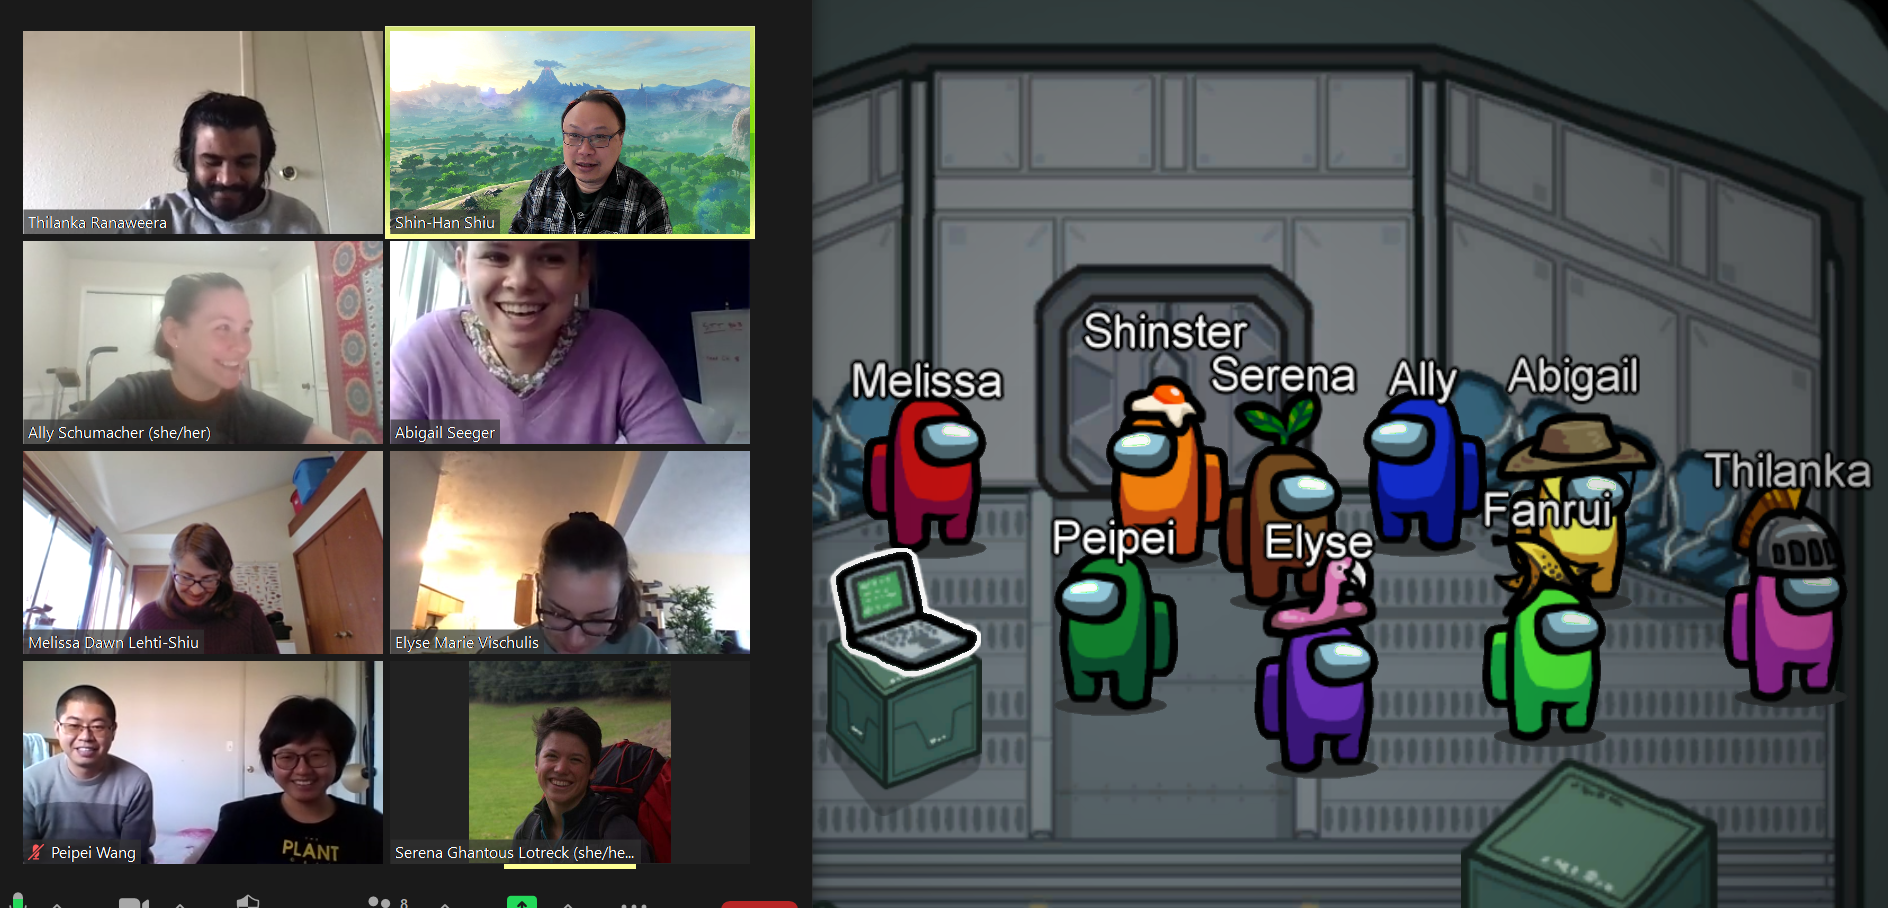 Thilanka Ranaweera
Shin-Han Shiu
Ally Schumacher (she/her)
Abigail Seeger
Melissa Dawn Lehti-Shiu
Elyse Marie Vischulis
PLANT
Peipei Wang
Serena Ghantous Lotreck (she/he...
8
Shinster
Melissa
Serena
Ally
Abigail
Thilanka
Fanrui
Peipei
Elyse